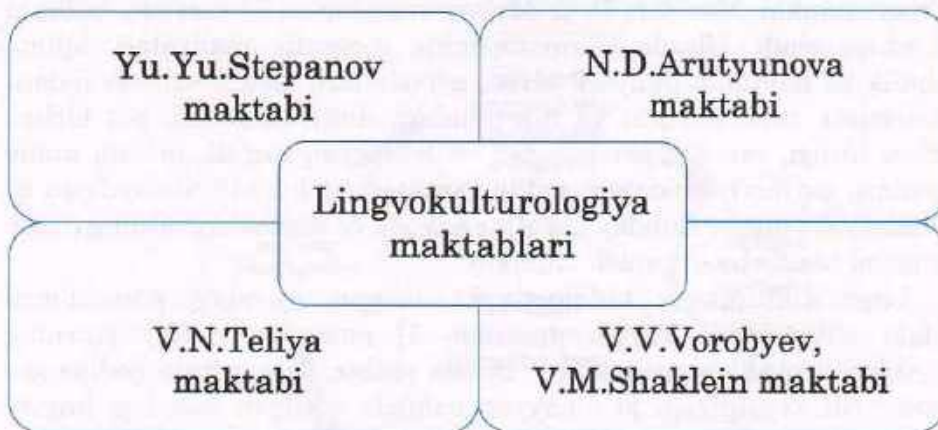 Yu.Yu.Stepanov
maktabi
N.D.Arutyunova
maktabi
Lingvokulturologiya
maktablari
V.N.Teliya
maktabi
V.V.Vorobyev,
V.M.Shaklein maktabi